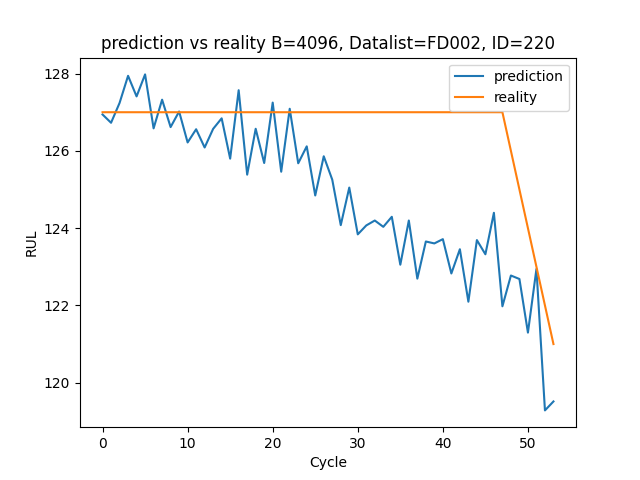 prediction vs reality B=4096, Datalist=FD002, ID=220
prediction
reality
128
126
124
122
120
RUL
0 10 20 30 40 50
Cycle